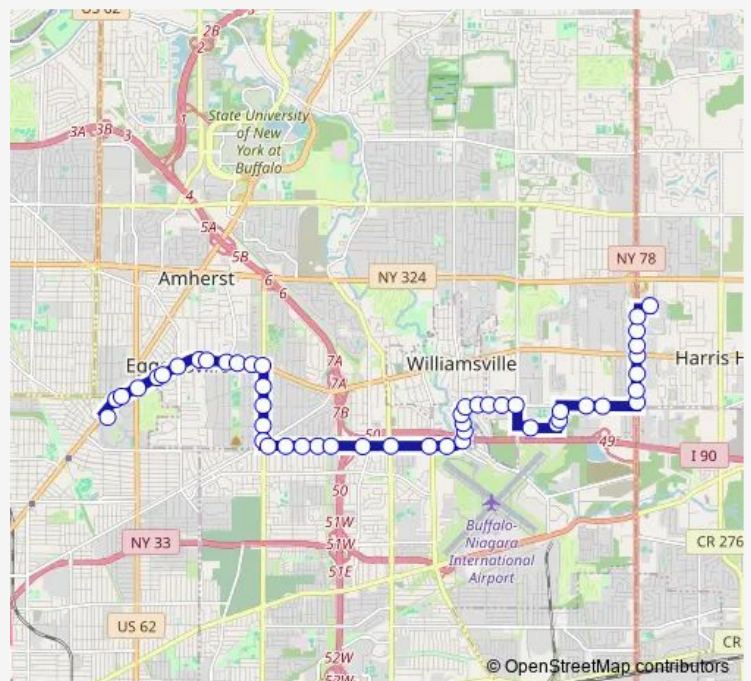 US 62
2B
2
State University
of New
York at
Buffalo
1
3A
3B
3
4
5A
5B
6
6
NY 78
Amherst
NY 324
7A
Williamsville
Harris H
7A
7B
50
49
I 90
50
51W
Buffalo-
Niagara
International
Airport
NY 33
51W
51E
CR 276
US 62
CR
52W
52W
© OpenStreetMap contributors